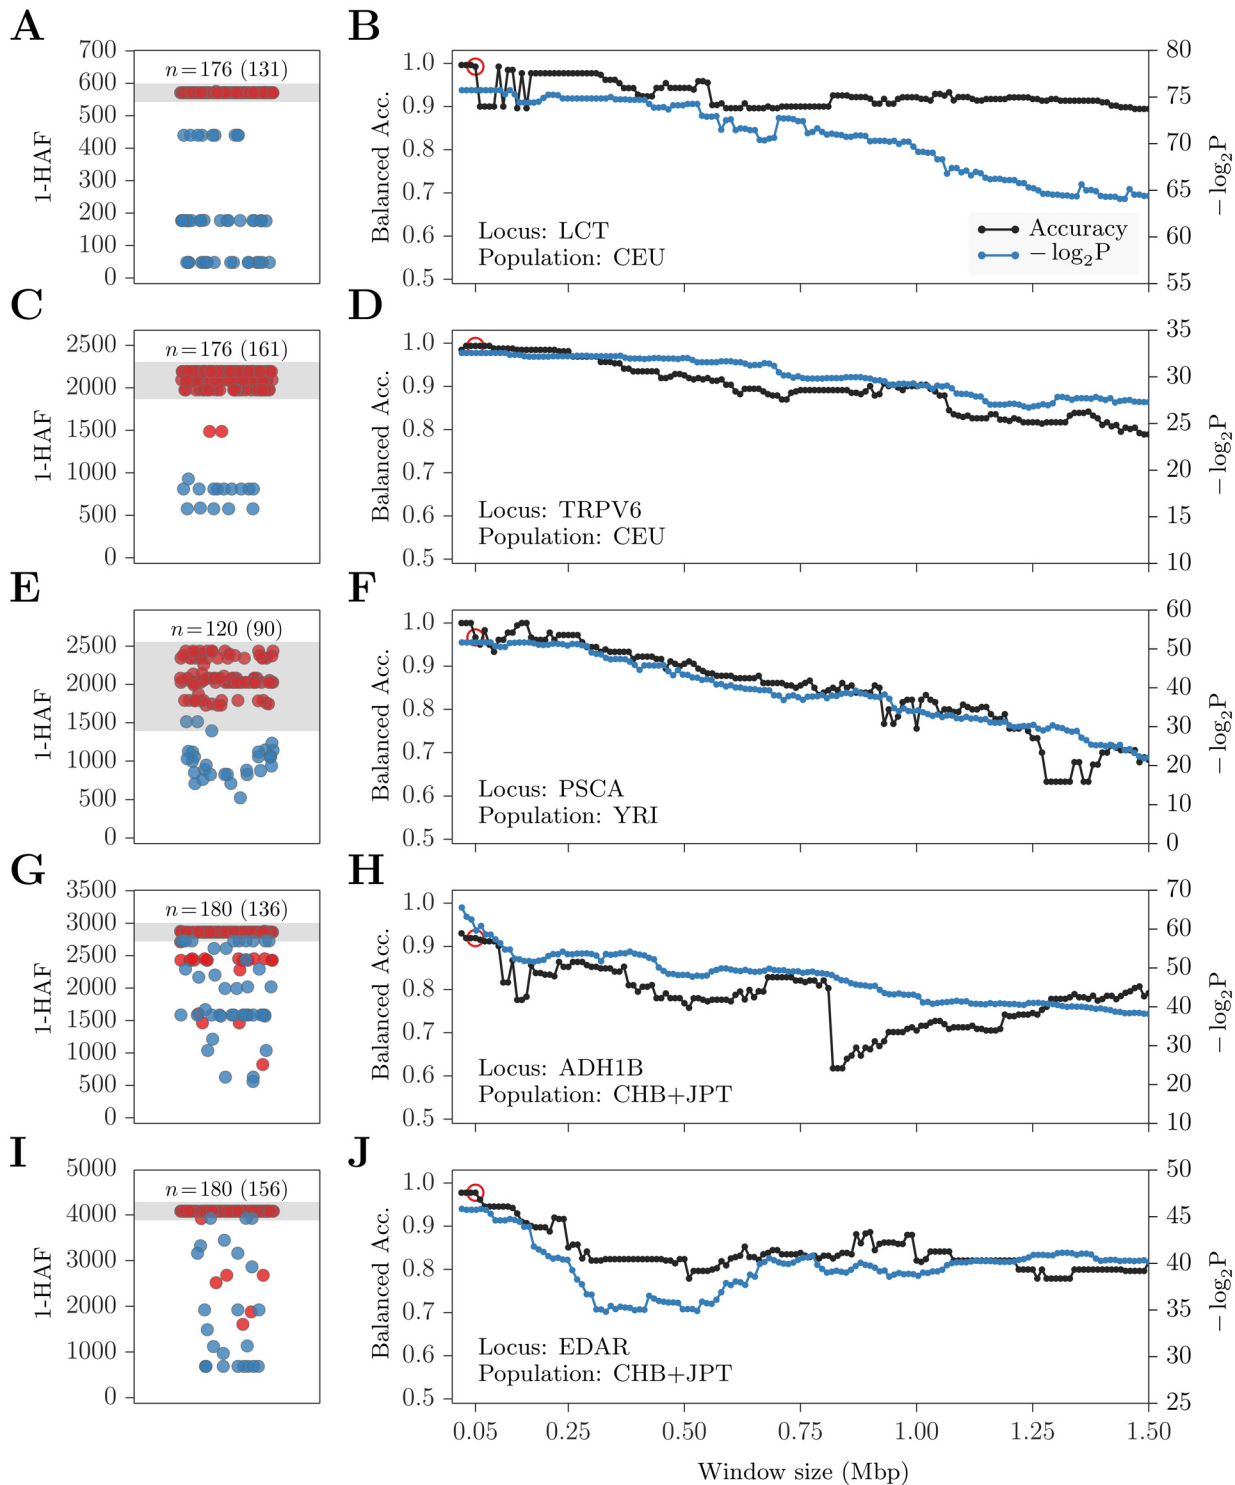 A
B
700
600
500
400
300
200
100
0
1-HAF
n=176 (131)
1.0
0.9
0.8
0.7
0.6
0.5
Balanced Acc.
Locus: LCT
Population: CEU
Accuracy
−log2P
80
75
70
65
60
55
−log2P
C
D
2500
2000
1500
1000
500
0
1-HAF
n=176 (161)
1.0
0.9
0.8
0.7
0.6
0.5
Balanced Acc.
Locus: TRPV6
Population: CEU
35
30
25
20
15
10
−log2P
E
F
2500
2000
1500
1000
500
0
1-HAF
n=120 (90)
1.0
0.9
0.8
0.7
0.6
0.5
Balanced Acc.
Locus: PSCA
Population: YRI
60
50
40
30
20
10
0
−log2P
G
H
3500
3000
2500
2000
1500
1000
500
0
1-HAF
n=180 (136)
1.0
0.9
0.8
0.7
0.6
0.5
Balanced Acc.
Locus: ADH1B
Population: CHB+JPT
70
60
50
40
30
20
10
−log2P
I
J
5000
4000
3000
2000
1000
0
1-HAF
n=180 (156)
1.0
0.9
0.8
0.7
0.6
0.5
Balanced Acc.
Locus: EDAR
Population: CHB+JPT
50
45
40
35
30
25
−log2P
0.05 0.25 0.50 0.75 1.00 1.25 1.50
Window size (Mbp)